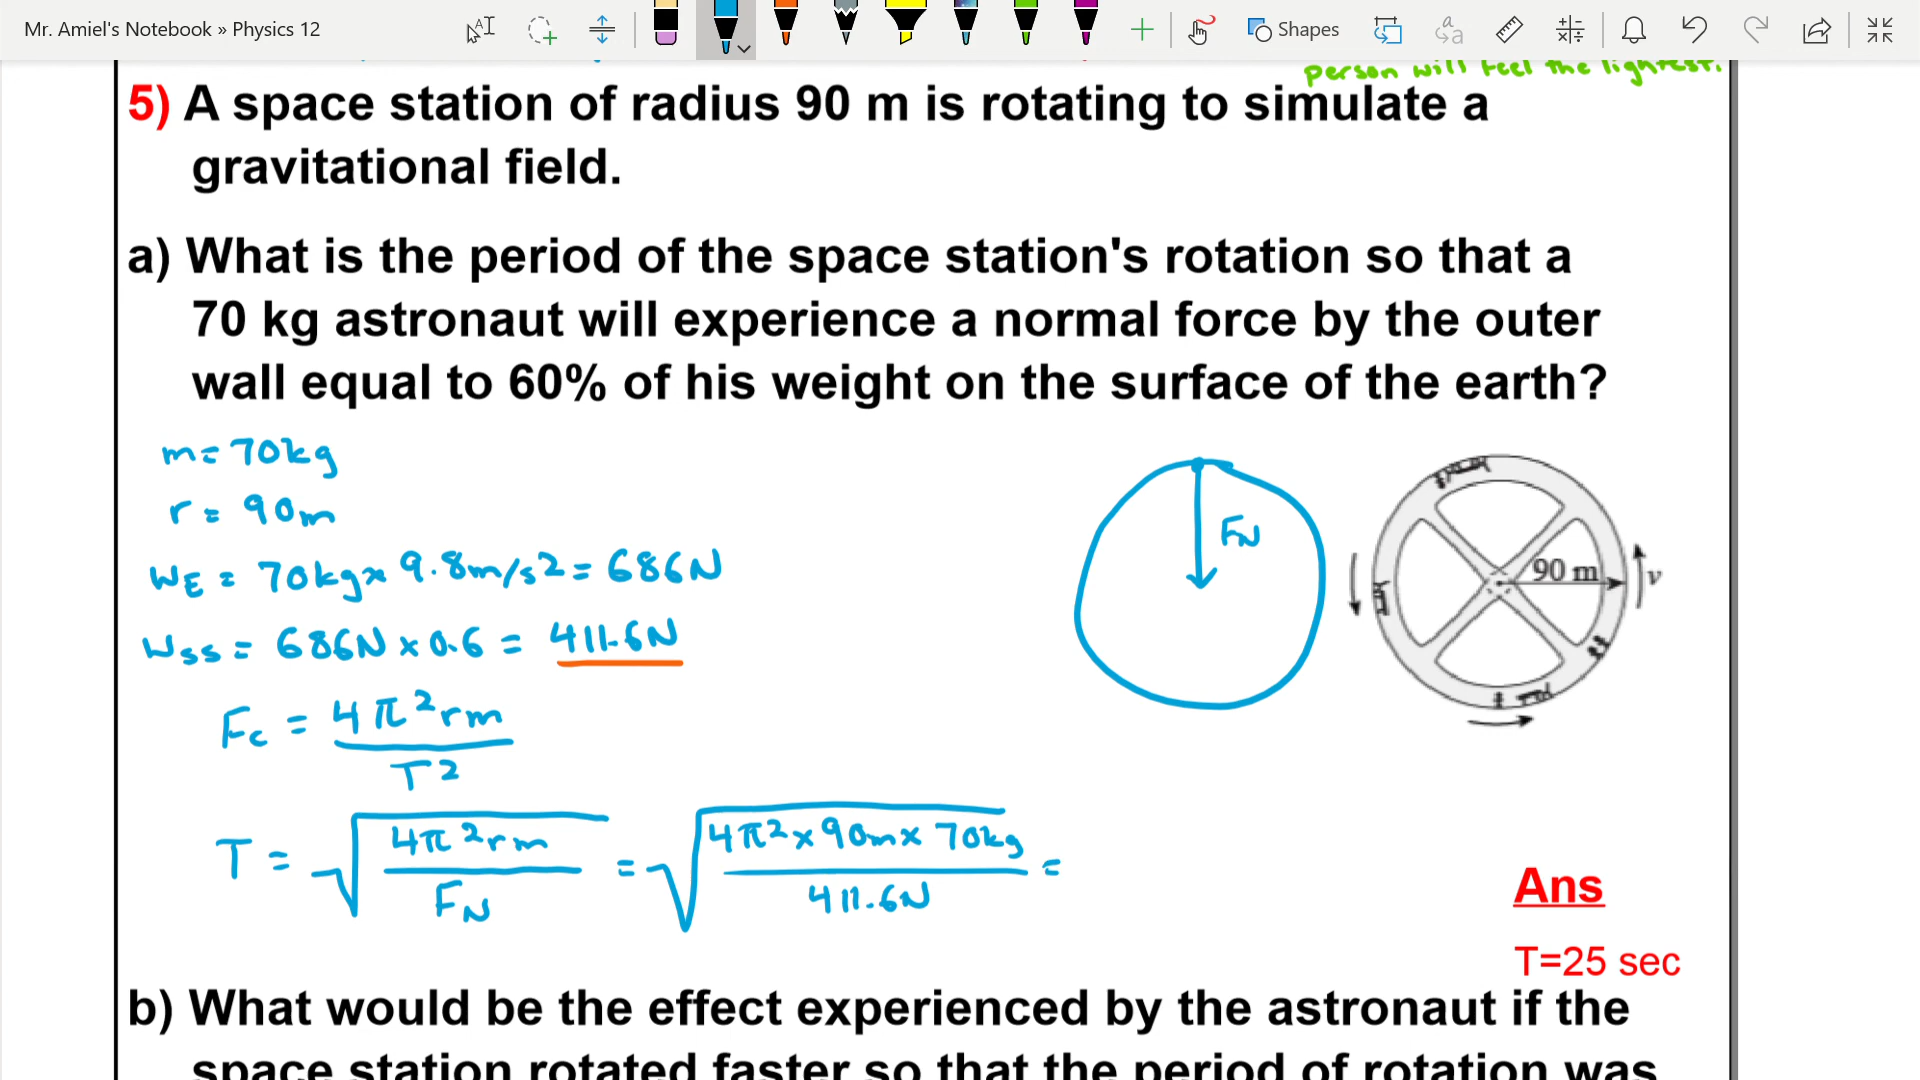 Mr. Amiel's Notebook » Physics 12
Shapes
person will feel the lightest.
5) A space station of radius 90 m is rotating to simulate a
gravitational field.
a) What is the period of the space station's rotation so that a
70 kg astronaut will experience a normal force by the outer
wall equal to 60% of his weight on the surface of the earth?
m = 70kg
r = 90m
WE = 70kg x 9.8m/s2 = 686N
Wss = 686N x 0.6 = 411.6N
FN
90 m
v
Fc = 4π²rm
T²
T = √ 4π²rm = √ 4π² x 90m x 70kg =
FN 411.6N
Ans
T=25 sec
b) What would be the effect experienced by the astronaut if the
space station rotated faster so that the period of rotation was